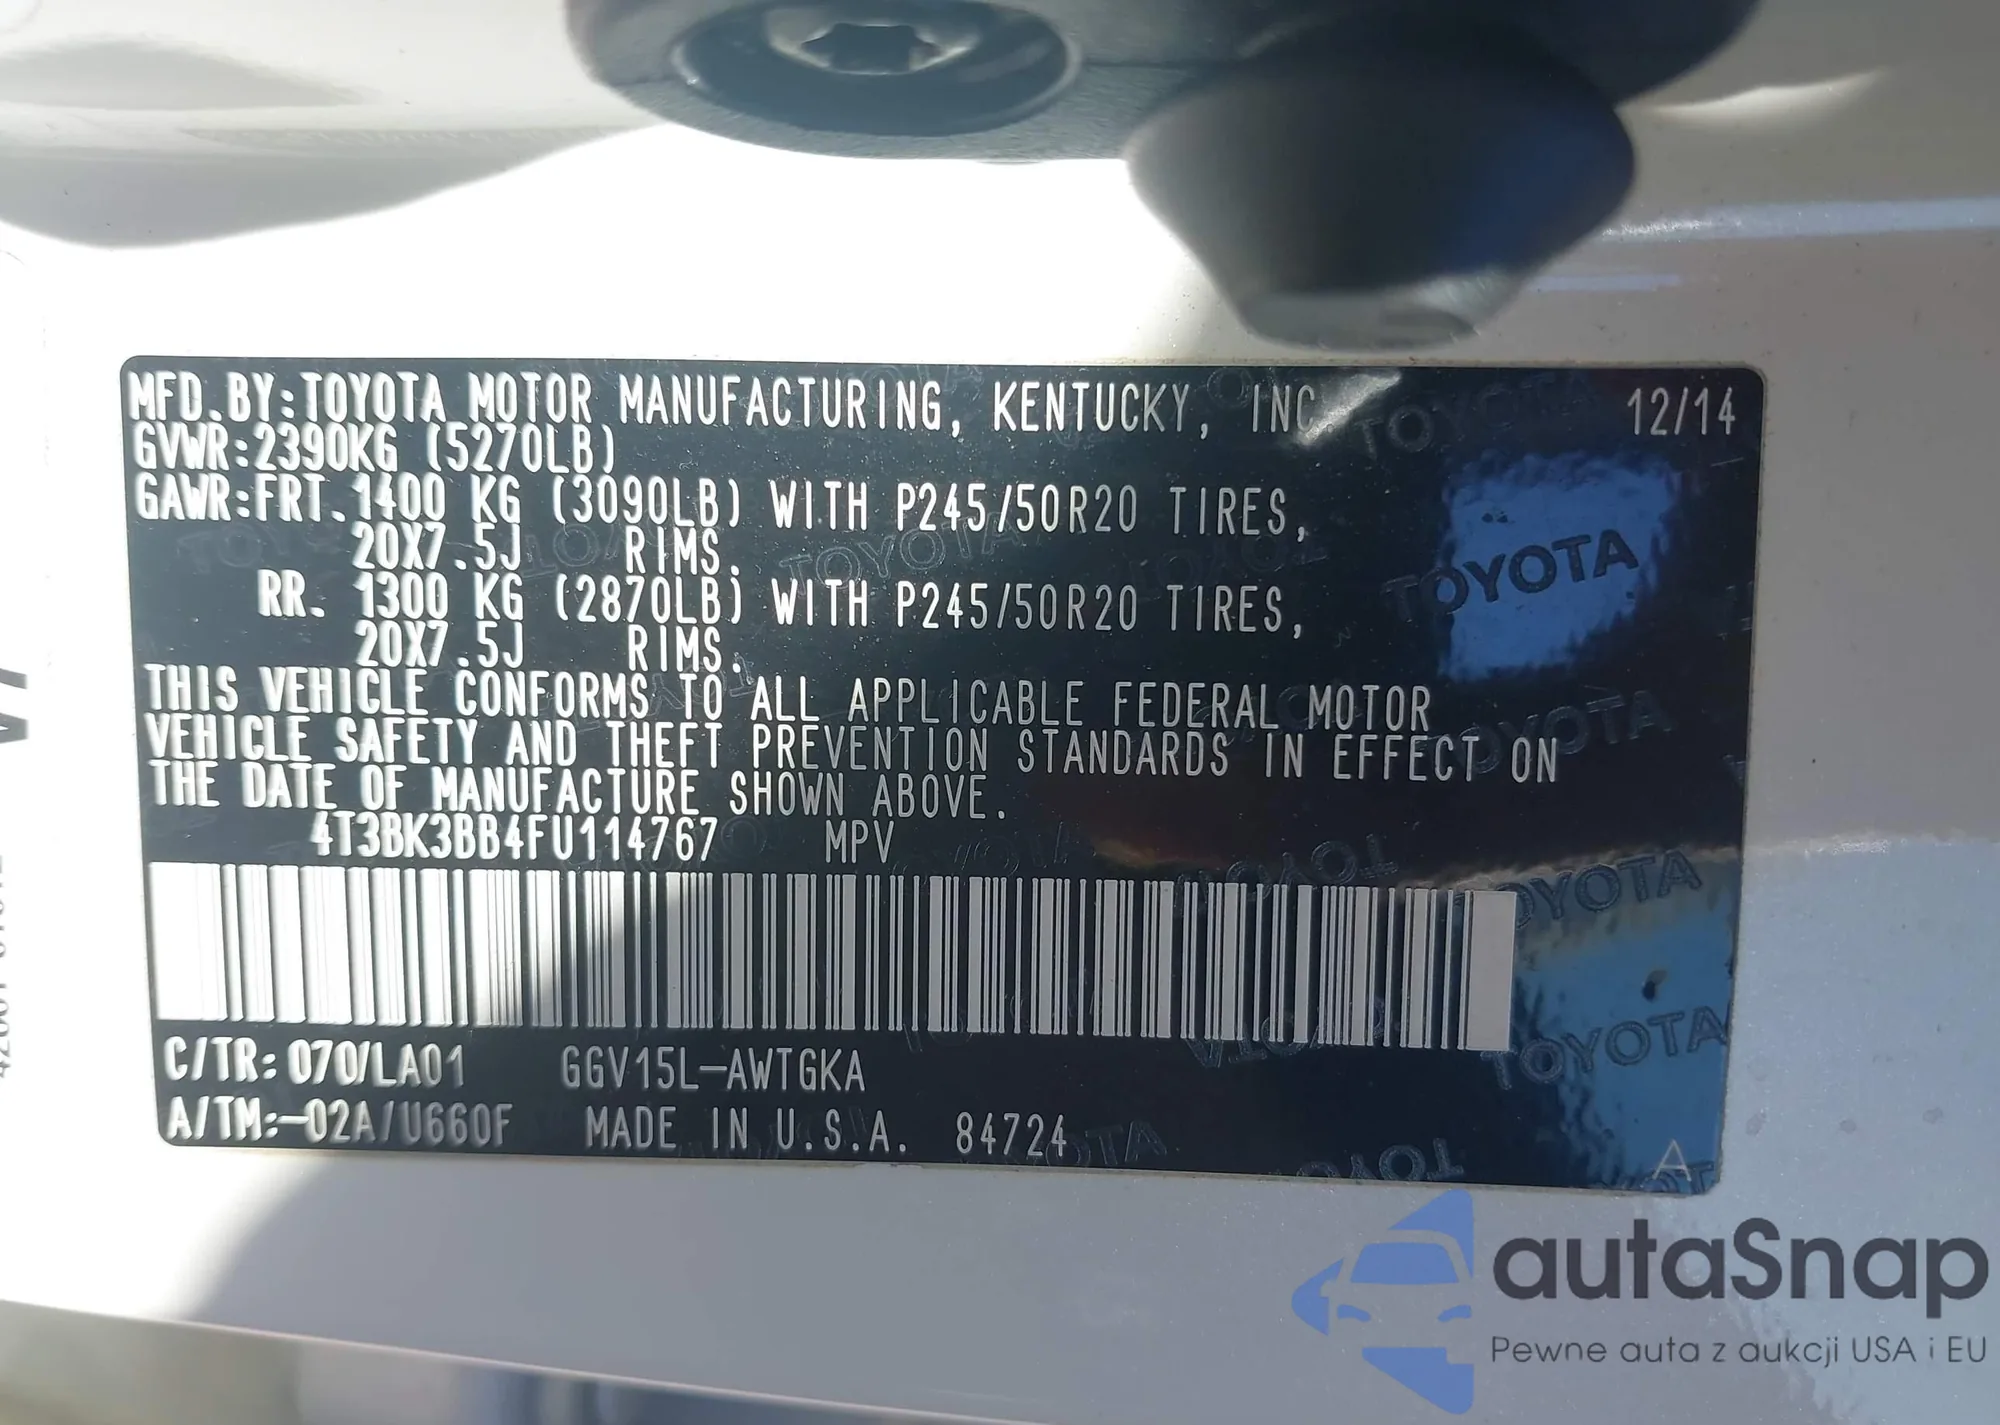 MFD.BY:TOYOTA MOTOR MANUFACTURING, KENTUCKY, INC 12/14
GVWR:2390KG (5270LB)
GAWR:FRT.1400 KG (3090LB) WITH P245/50R20 TIRES,
20X7.5J RIMS.
RR. 1300 KG (2870LB) WITH P245/50R20 TIRES,
20X7.5J RIMS.
THIS VEHICLE CONFORMS TO ALL APPLICABLE FEDERAL MOTOR
VEHICLE SAFETY AND THEFT PREVENTION STANDARDS IN EFFECT ON
THE DATE OF MANUFACTURE SHOWN ABOVE.
4T3BK3BB4FU114767 MPV
C/TR: 070/LA01 GGV15L-AWTGKA
A/TM:-02A/U660F MADE IN U.S.A. 84724
A
TOYOTA
TOYOTA
TOYOTA
TOYOTA
autaSnap
Pewne auta z aukcji USA i EU